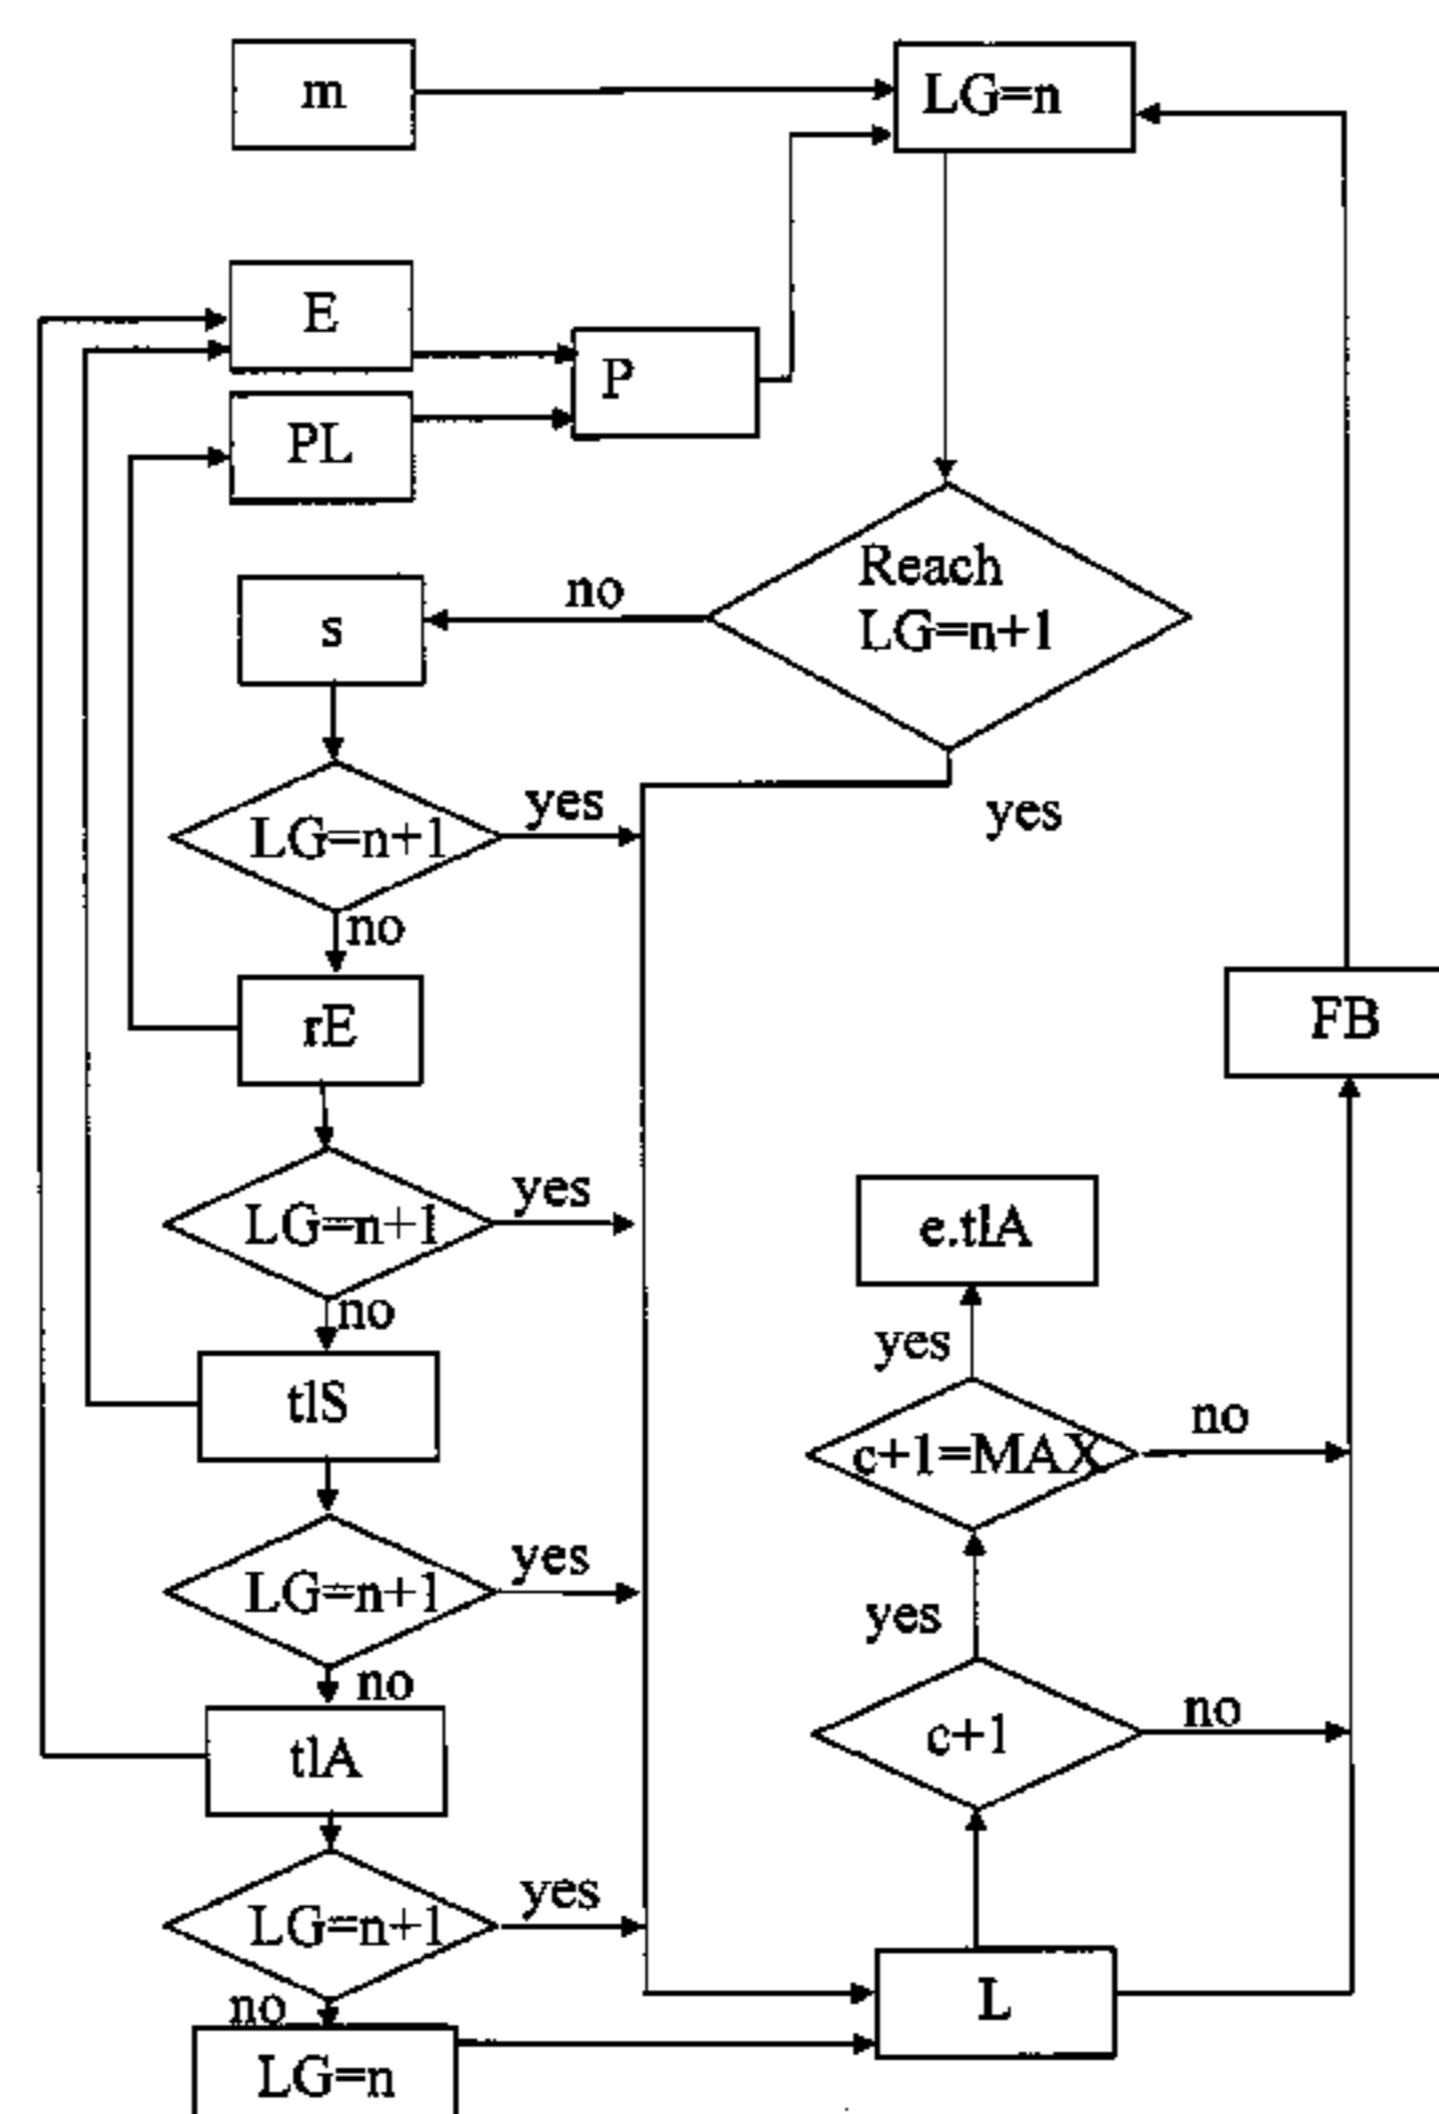 m
LG=n
E
P
PL
Reach
LG=n+1
no
s
yes
yes
LG=n+1
no
rE
FB
yes
LG=n+1
e.tlA
no
yes
tlS
no
c+1=MAX
yes
LG=n+1
yes
no
no
c+1
tlA
yes
LG=n+1
no
L
LG=n